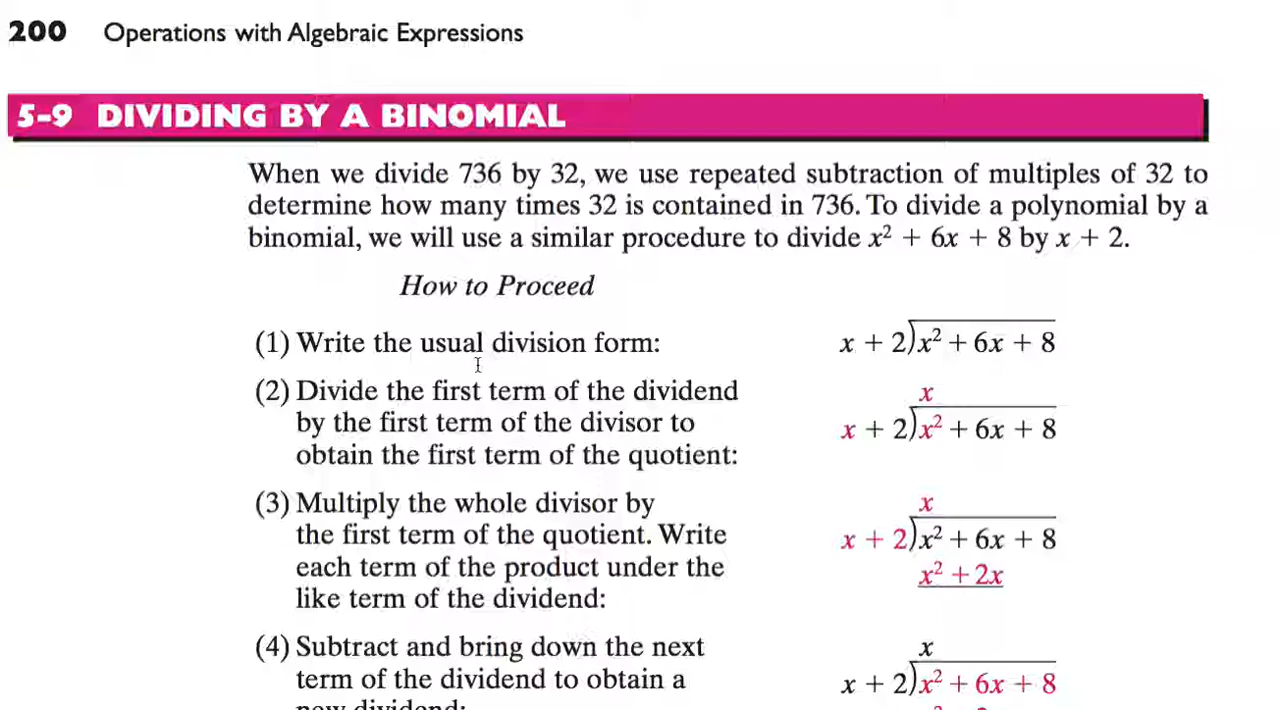 200 Operations with Algebraic Expressions
5-9 DIVIDING BY A BINOMIAL
When we divide 736 by 32, we use repeated subtraction of multiples of 32 to
determine how many times 32 is contained in 736. To divide a polynomial by a
binomial, we will use a similar procedure to divide x² + 6x + 8 by x + 2.
How to Proceed
(1) Write the usual division form:
x + 2)x² + 6x + 8
(2) Divide the first term of the dividend
by the first term of the divisor to
obtain the first term of the quotient:
x
x + 2)x² + 6x + 8
(3) Multiply the whole divisor by
the first term of the quotient. Write
each term of the product under the
like term of the dividend:
x
x + 2)x² + 6x + 8
x² + 2x
(4) Subtract and bring down the next
term of the dividend to obtain a
new dividend:
x
x + 2)x² + 6x + 8